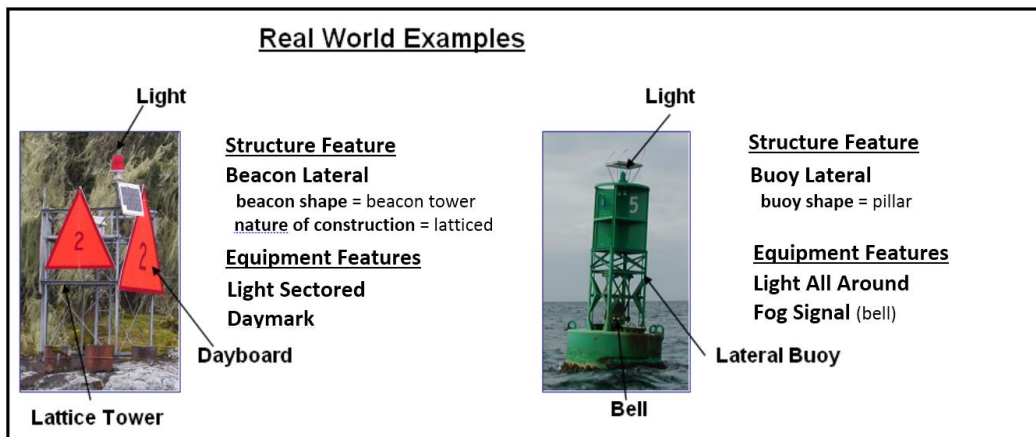 Real World Examples
Light
Structure Feature
Beacon Lateral
beacon shape = beacon tower
nature of construction = latticed
Equipment Features
Light Sectored
Daymark
Dayboard
Lattice Tower
2
2
Light
Structure Feature
Buoy Lateral
buoy shape = pillar
Equipment Features
Light All Around
Fog Signal (bell)
Lateral Buoy
Bell
5